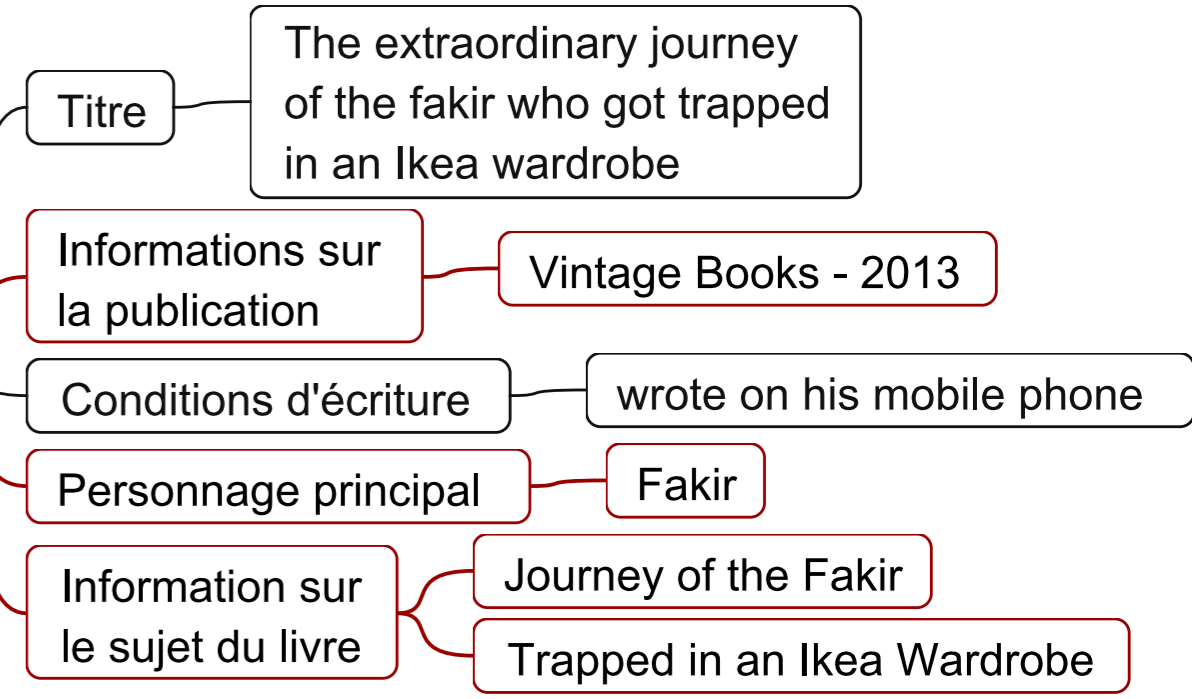 Titre
The extraordinary journey
of the fakir who got trapped
in an Ikea wardrobe
Informations sur
la publication
Vintage Books - 2013
Conditions d'écriture
wrote on his mobile phone
Personnage principal
Fakir
Information sur
le sujet du livre
Journey of the Fakir
Trapped in an Ikea Wardrobe